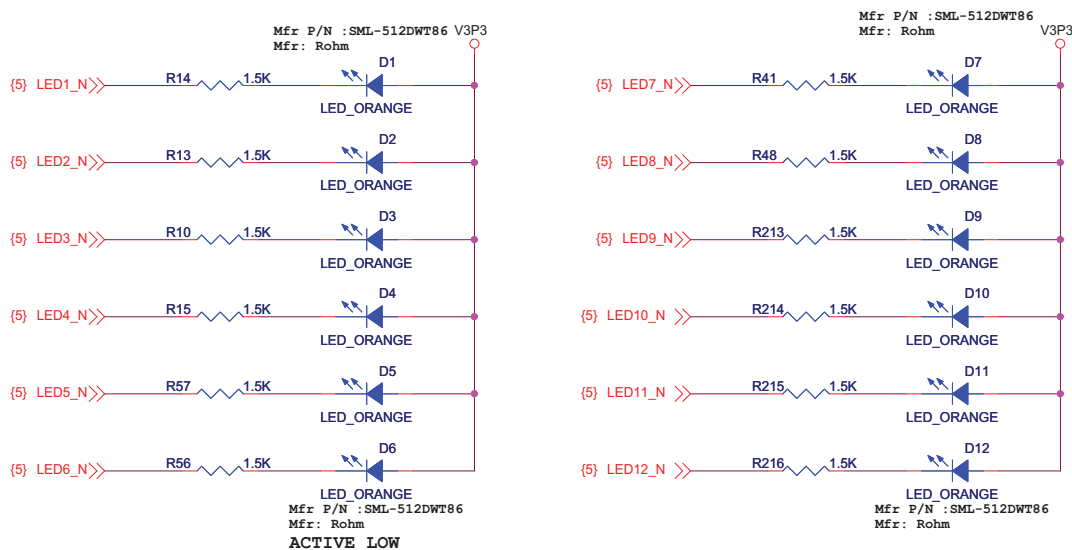 Mfr P/N :SML-512DWT86
Mfr: Rohm
V3P3
{5} LED1_N
R14
1.5K
D1
LED_ORANGE
{5} LED2_N
R13
1.5K
D2
LED_ORANGE
{5} LED3_N
R10
1.5K
D3
LED_ORANGE
{5} LED4_N
R15
1.5K
D4
LED_ORANGE
{5} LED5_N
R57
1.5K
D5
LED_ORANGE
{5} LED6_N
R56
1.5K
D6
LED_ORANGE
Mfr P/N :SML-512DWT86
Mfr: Rohm
ACTIVE LOW
Mfr P/N :SML-512DWT86
Mfr: Rohm
V3P3
{5} LED7_N
R41
1.5K
D7
LED_ORANGE
{5} LED8_N
R48
1.5K
D8
LED_ORANGE
{5} LED9_N
R213
1.5K
D9
LED_ORANGE
{5} LED10_N
R214
1.5K
D10
LED_ORANGE
{5} LED11_N
R215
1.5K
D11
LED_ORANGE
{5} LED12_N
R216
1.5K
D12
LED_ORANGE
Mfr P/N :SML-512DWT86
Mfr: Rohm